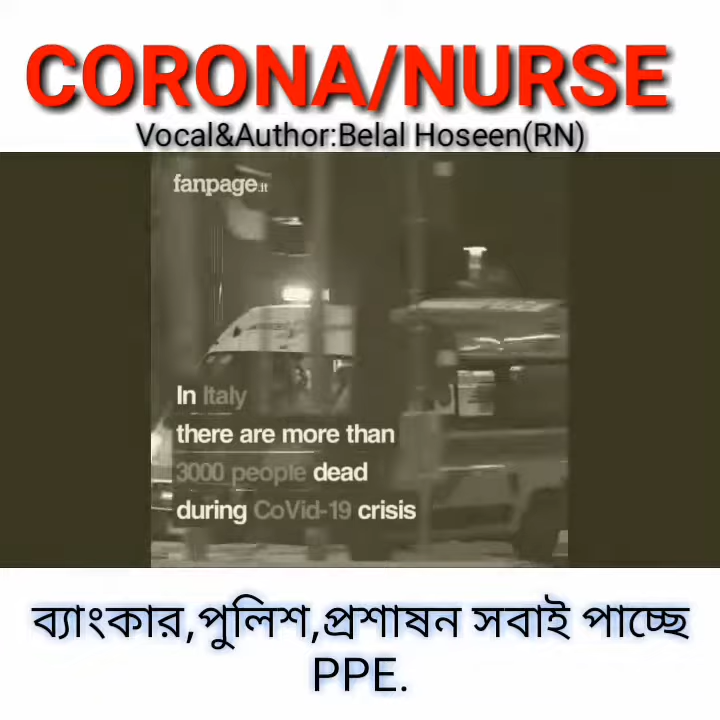 CORONA/NURSE
Vocal&Author:Belal Hoseen(RN)
fanpage.it
In Italy
there are more than
3000 people dead
during CoVid-19 crisis
ব্যাংকার,পুলিশ,প্রশাষন সবাই পাচ্ছে
PPE.